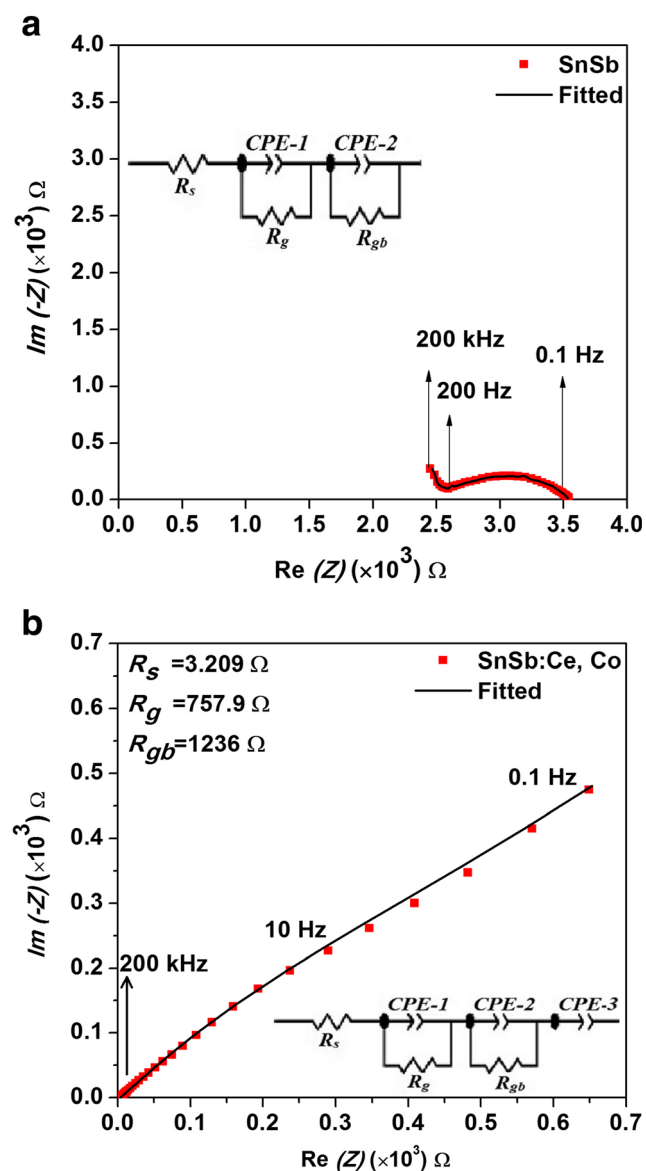 a
SnSb
Fitted
CPE-1 CPE-2
Rs
Rg
Rgb
Im (-Z) (×10³) Ω
4.0
3.5
3.0
2.5
2.0
1.5
1.0
0.5
0.0
200 kHz
200 Hz
0.1 Hz
0.0 0.5 1.0 1.5 2.0 2.5 3.0 3.5 4.0
Re (Z) (×10³) Ω
b
Rs =3.209 Ω
Rg =757.9 Ω
Rgb=1236 Ω
SnSb:Ce, Co
Fitted
Im (-Z) (×10³) Ω
0.7
0.6
0.5
0.4
0.3
0.2
0.1
0.0
0.1 Hz
10 Hz
200 kHz
CPE-1 CPE-2 CPE-3
Rs
Rg
Rgb
0.0 0.1 0.2 0.3 0.4 0.5 0.6 0.7
Re (Z) (×10³) Ω